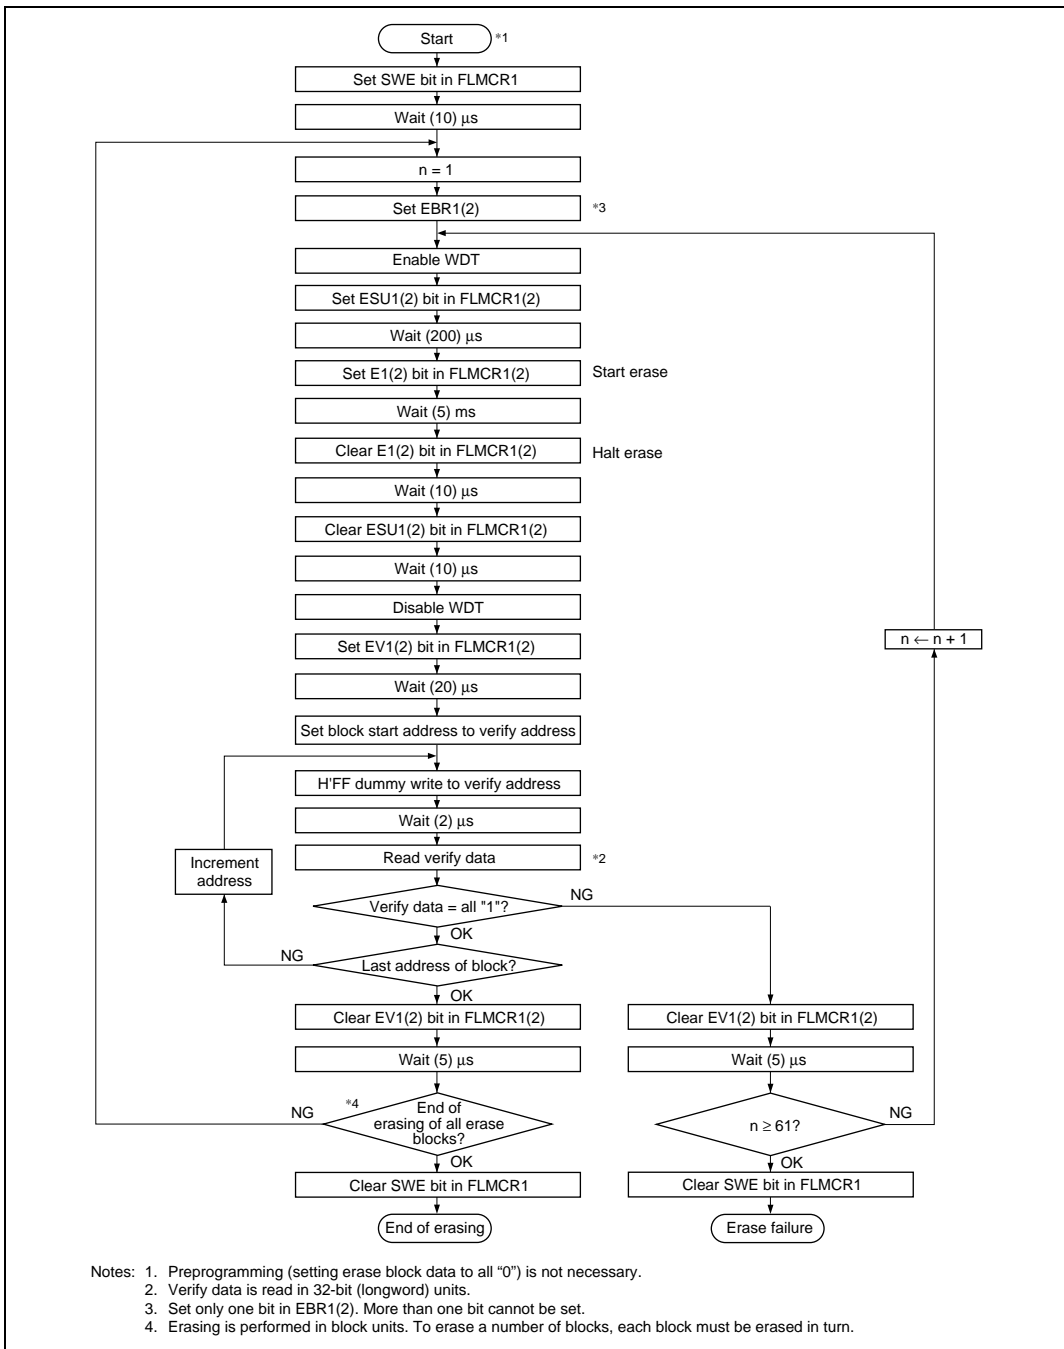 Start *1
Set SWE bit in FLMCR1
Wait (10) μs
n = 1
Set EBR1(2) *3
Enable WDT
Set ESU1(2) bit in FLMCR1(2)
Wait (200) μs
Set E1(2) bit in FLMCR1(2) Start erase
Wait (5) ms
Clear E1(2) bit in FLMCR1(2) Halt erase
Wait (10) μs
Clear ESU1(2) bit in FLMCR1(2)
Wait (10) μs
Disable WDT
Set EV1(2) bit in FLMCR1(2)
n ← n + 1
Wait (20) μs
Set block start address to verify address
H'FF dummy write to verify address
Wait (2) μs
Read verify data *2
Increment
address
Verify data = all "1"? NG
OK
NG Last address of block?
OK
Clear EV1(2) bit in FLMCR1(2) Clear EV1(2) bit in FLMCR1(2)
Wait (5) μs Wait (5) μs
NG *4 End of
erasing of all erase
blocks?
n ≥ 61? NG
OK OK
Clear SWE bit in FLMCR1 Clear SWE bit in FLMCR1
End of erasing Erase failure
Notes: 1. Preprogramming (setting erase block data to all “0”) is not necessary.
2. Verify data is read in 32-bit (longword) units.
3. Set only one bit in EBR1(2). More than one bit cannot be set.
4. Erasing is performed in block units. To erase a number of blocks, each block must be erased in turn.